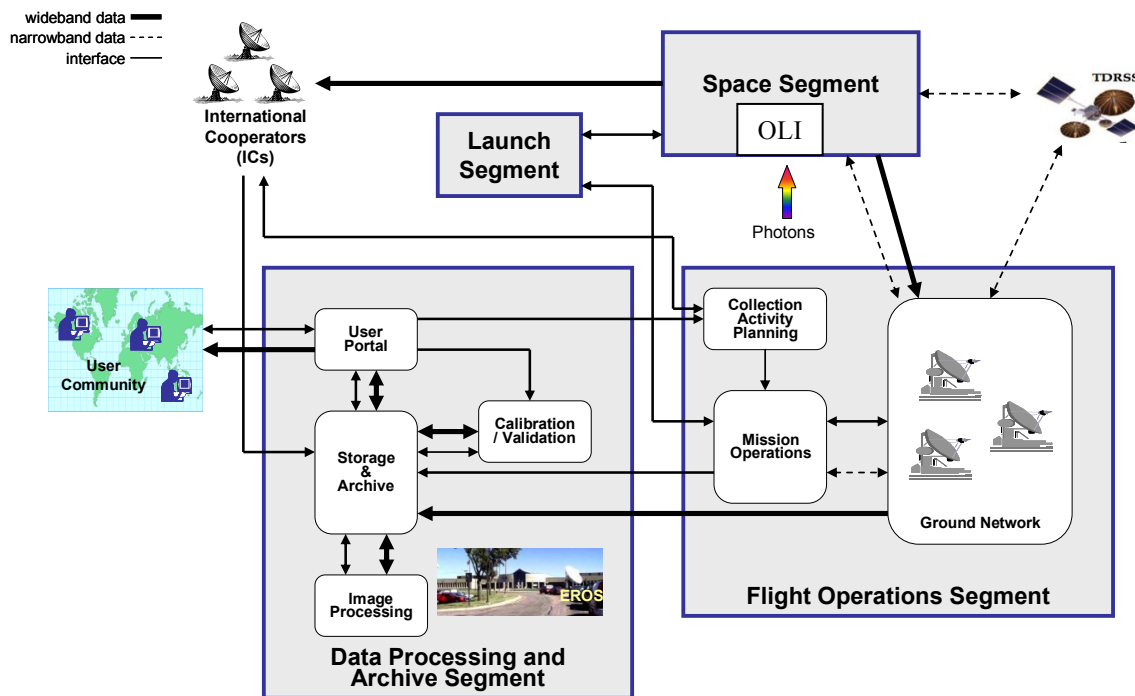 wideband data
narrowband data
interface
International
Cooperators
(ICs)
Space Segment
OLI
TDRSS
Launch
Segment
Photons
User
Community
User
Portal
Calibration
/ Validation
Storage
&
Archive
Image
Processing
EROS
Data Processing and
Archive Segment
Collection
Activity
Planning
Mission
Operations
Ground Network
Flight Operations Segment